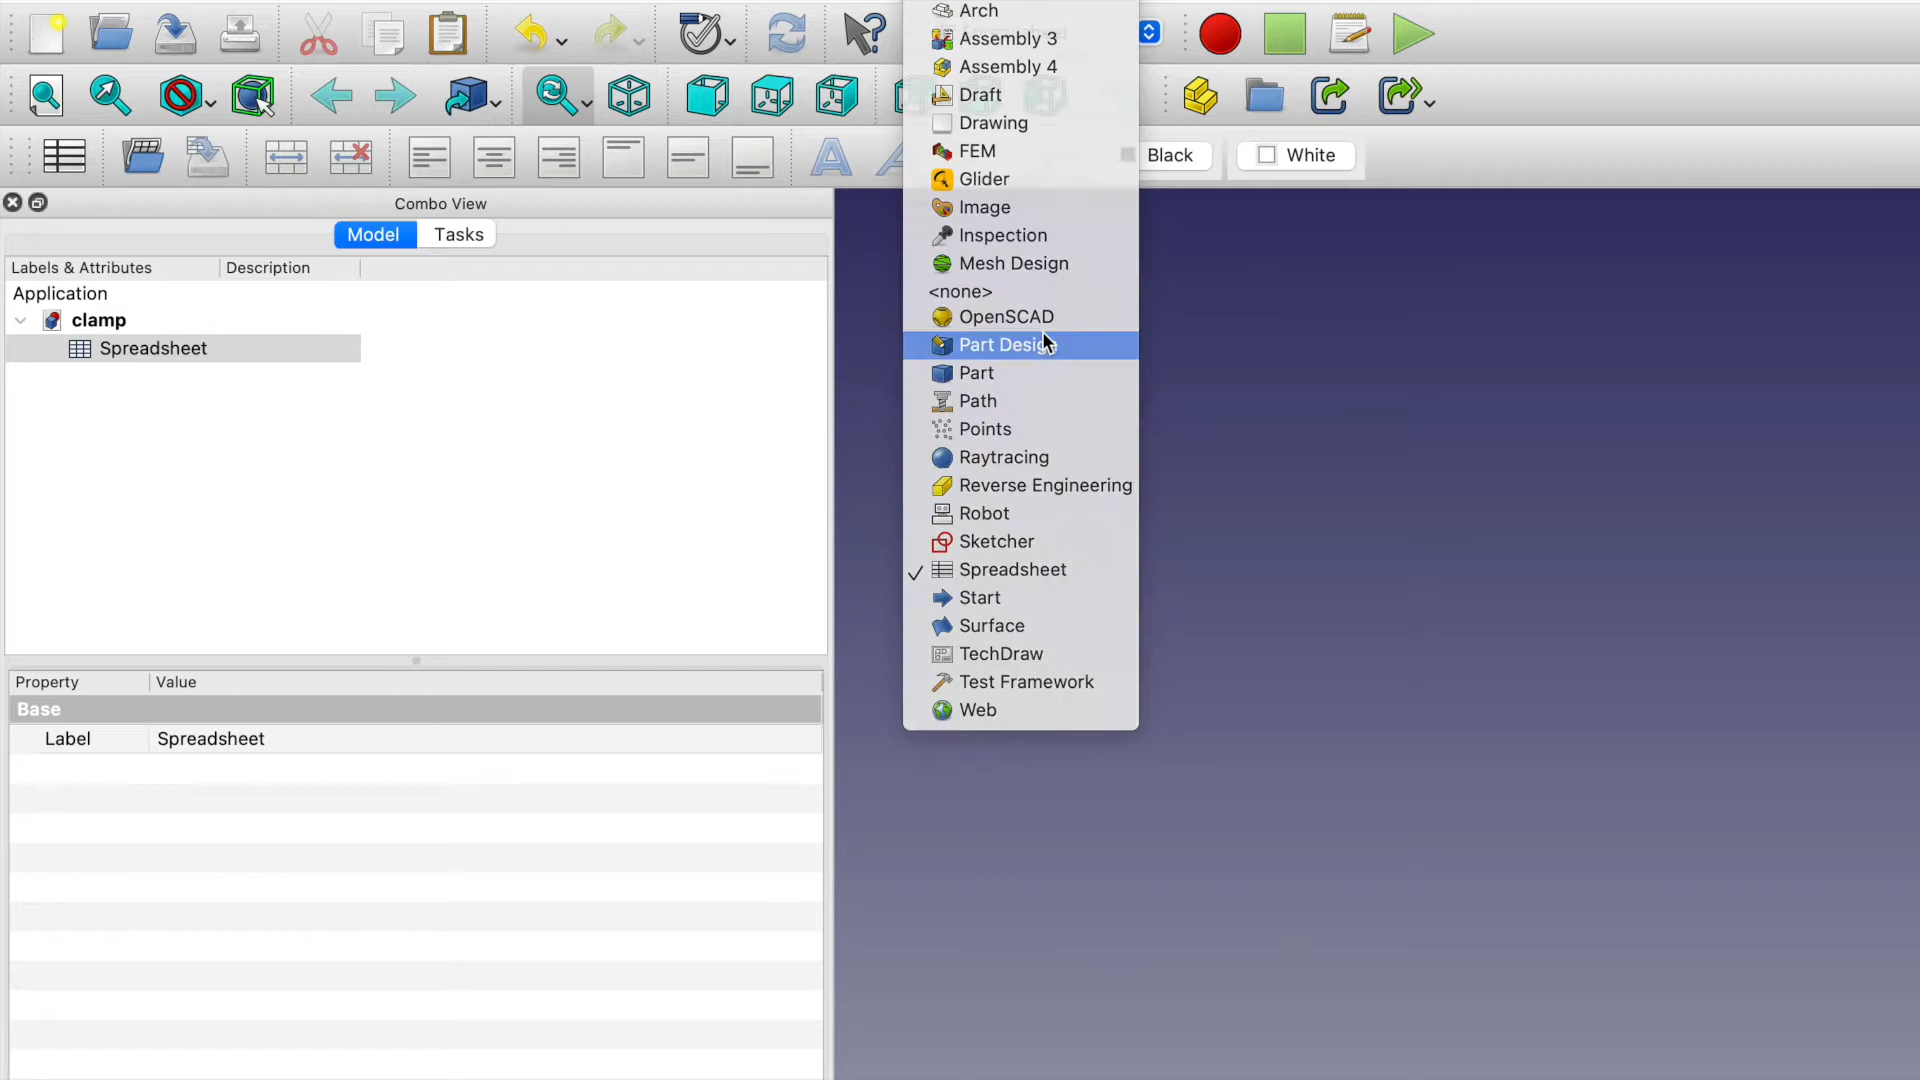 Arch
Assembly 3
Assembly 4
Draft
Drawing
FEM
Glider
Image
Inspection
Mesh Design
<none>
OpenSCAD
Part Design
Part
Path
Points
Raytracing
Reverse Engineering
Robot
Sketcher
Spreadsheet
Start
Surface
TechDraw
Test Framework
Web
Black
White
Combo View
Model
Tasks
Labels & Attributes
Description
Application
clamp
Spreadsheet
Property
Value
Base
Label
Spreadsheet